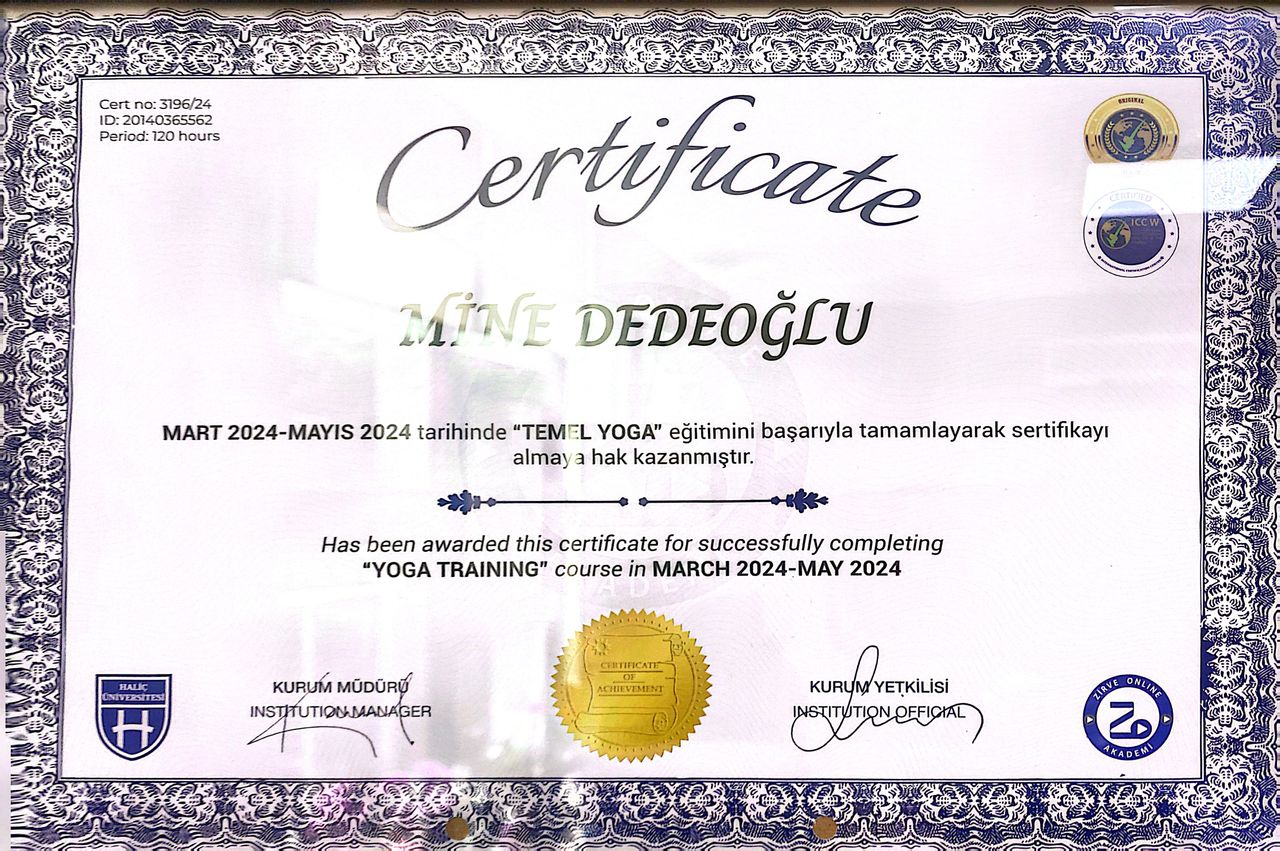 Cert no: 3196/24
ID: 20140365562
Period: 120 hours
Certificate
ORIGINAL
CERTIFIED
ICC W
MİNE DEDEOĞLU
MART 2024-MAYIS 2024 tarihinde “TEMEL YOGA” eğitimini başarıyla tamamlayarak sertifikayı
almaya hak kazanmıştır.
Has been awarded this certificate for successfully completing
“YOGA TRAINING” course in MARCH 2024-MAY 2024
HALİÇ
ÜNİVERSİTESİ
KURUM MÜDÜRÜ
INSTITUTION MANAGER
CERTIFICATE
OF
ACHIEVEMENT
KURUM YETKİLİSİ
INSTITUTION OFFICIAL
ZİRVE ONLINE
AKADEMİ